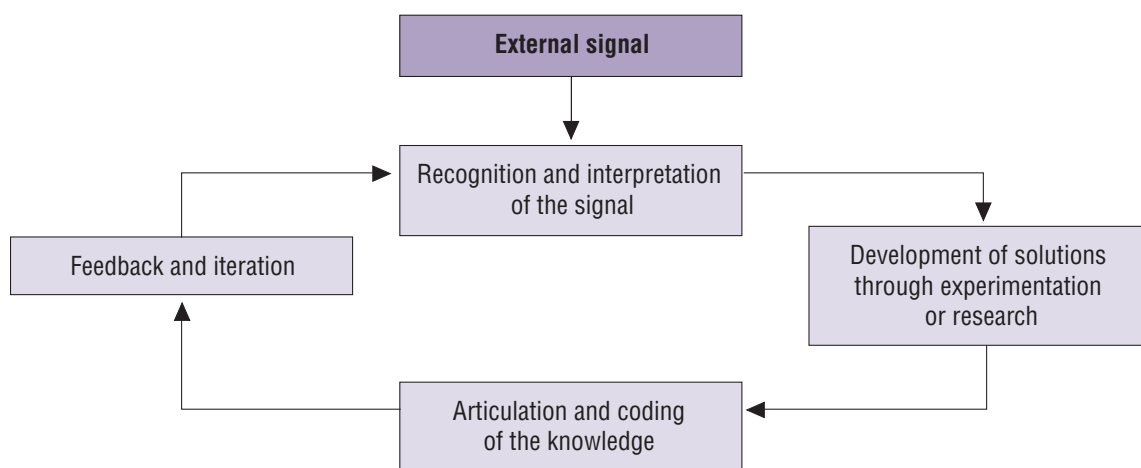 External signal
Recognition and interpretation
of the signal
Feedback and iteration
Development of solutions
through experimentation
or research
Articulation and coding
of the knowledge